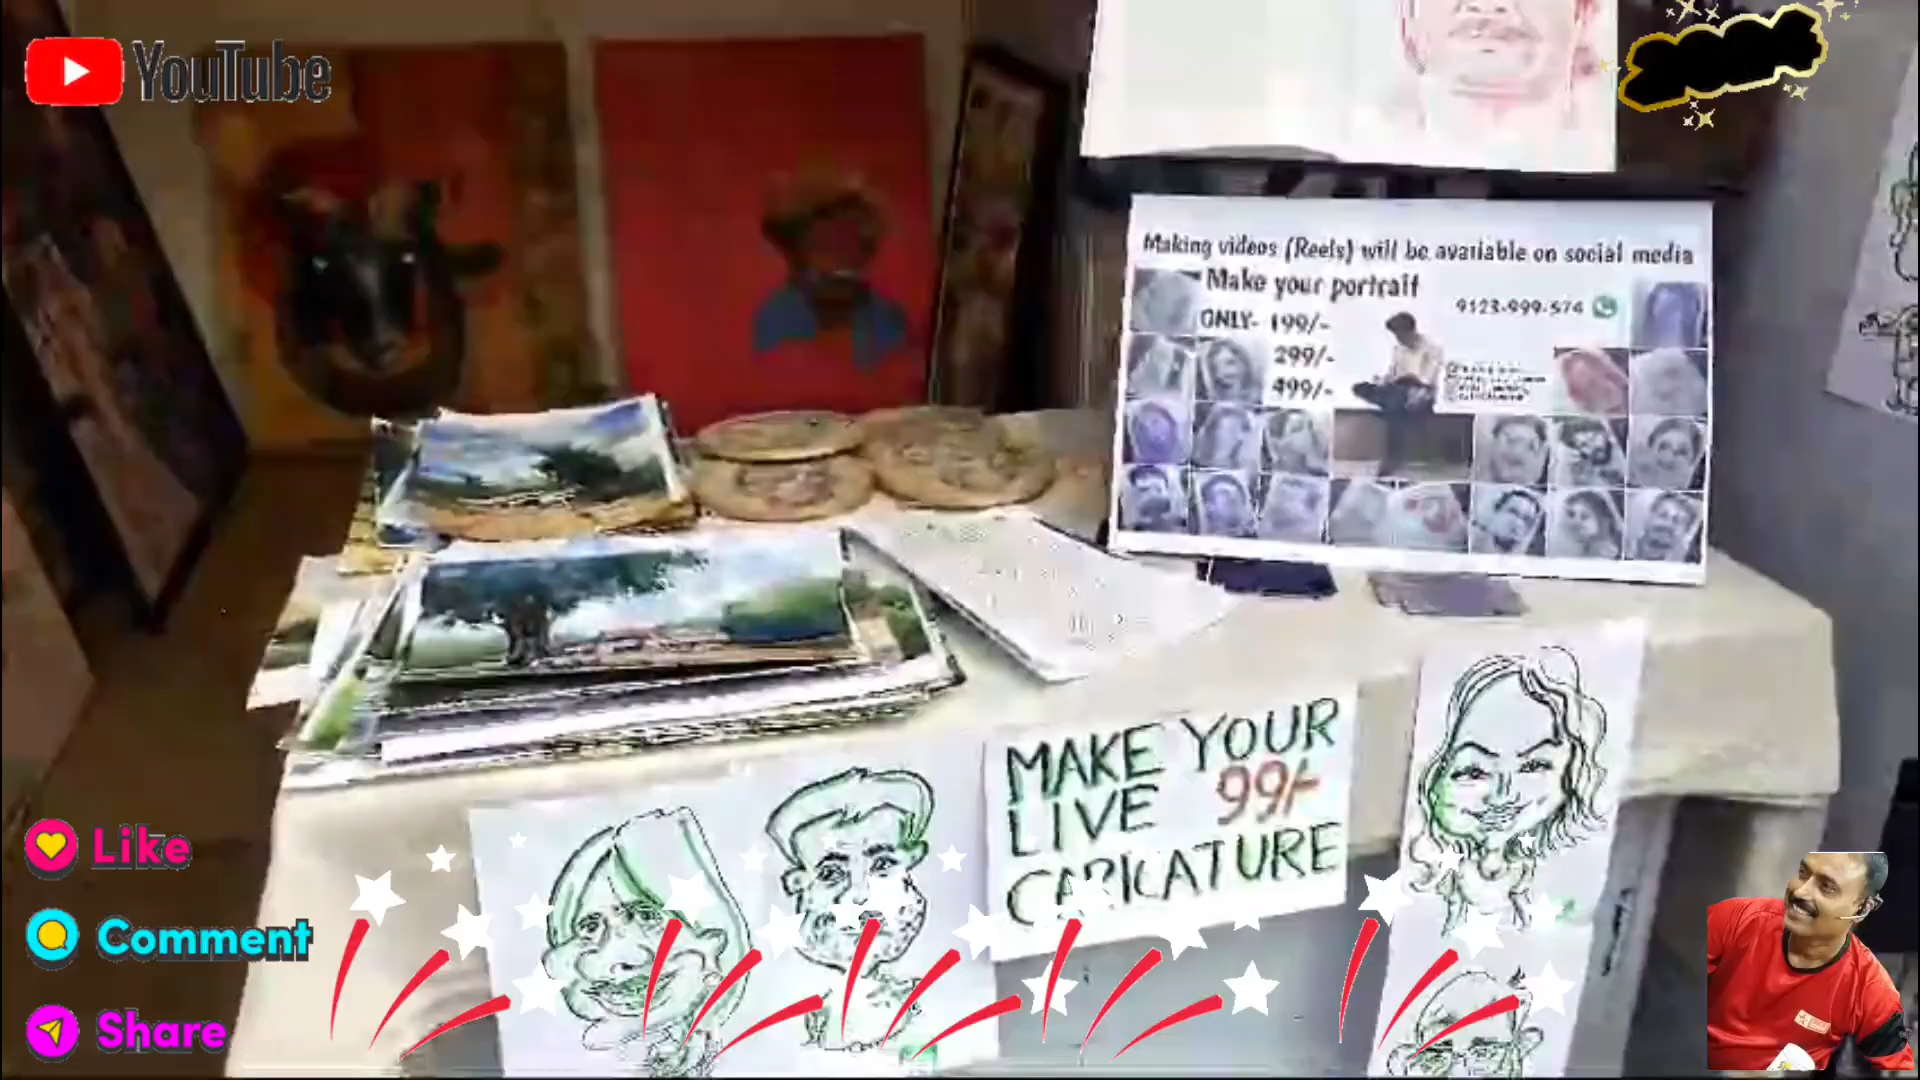 YouTube
Making videos (Reels) will be available on social media
Make your portrait
9123-999-574
ONLY- 199/-
299/-
499/-
MAKE YOUR
LIVE 99/-
CARICATURE
Like
Comment
Share